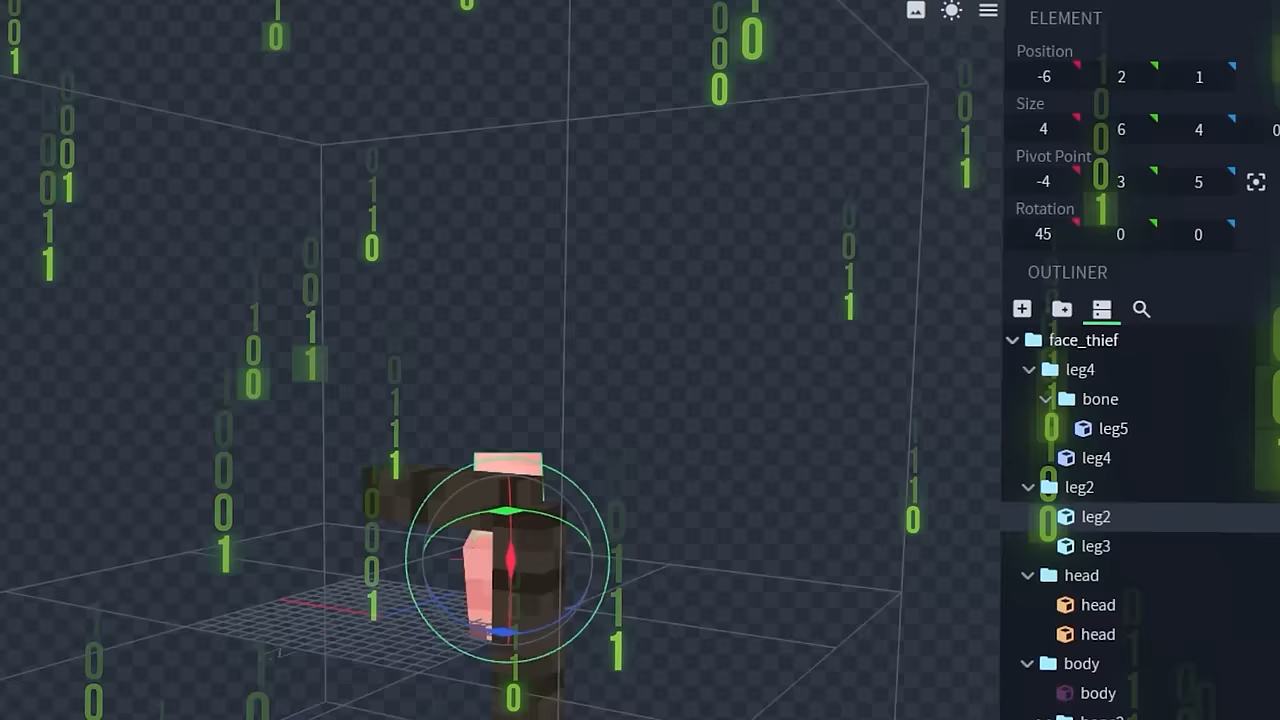 ELEMENT
Position
-6 2 1
Size
4 6 4 0
Pivot Point
-4 3 5
Rotation
45 0 0
OUTLINER
face_thief
leg4
bone
leg5
leg4
leg2
leg2
leg3
head
head
head
body
body